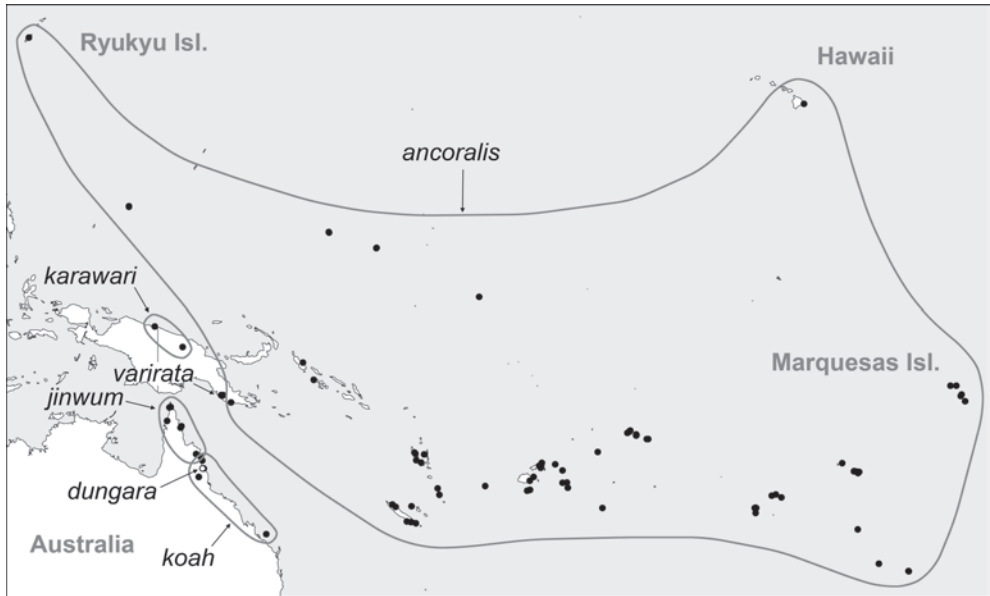 Ryukyu Isl.
Hawaii
ancoralis
karawari
Marquesas Isl.
varirata
jinwum
dungara
Australia
koah